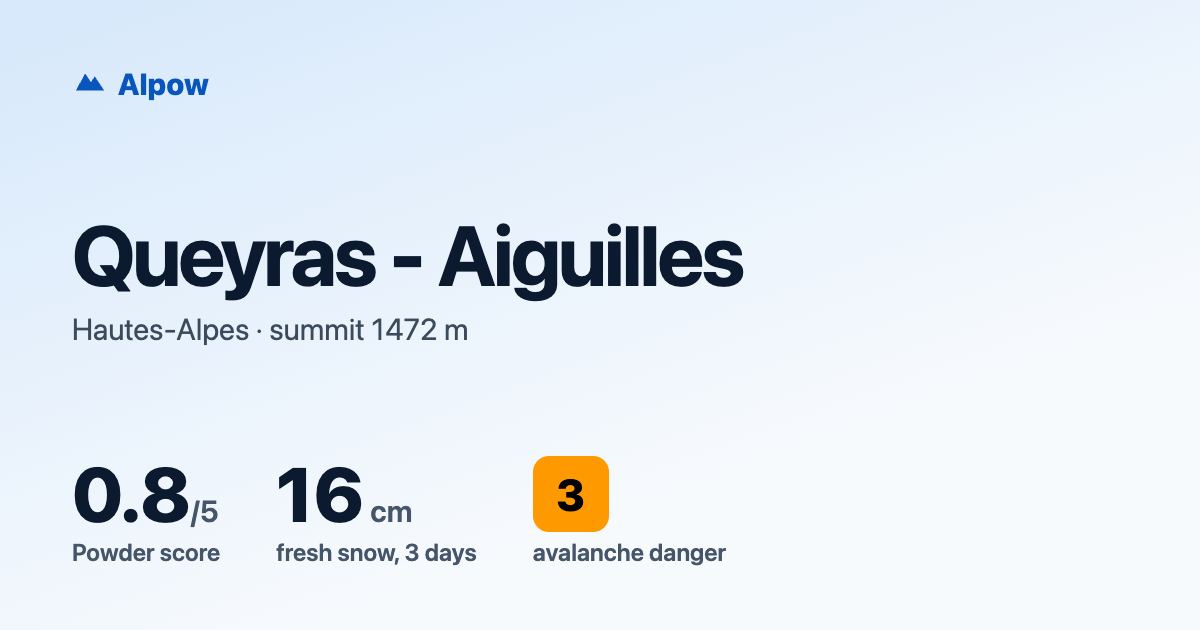 Alpow
Queyras - Aiguilles
Hautes-Alpes · summit 1472 m
0.8/5 16 cm 3
Powder score fresh snow, 3 days avalanche danger